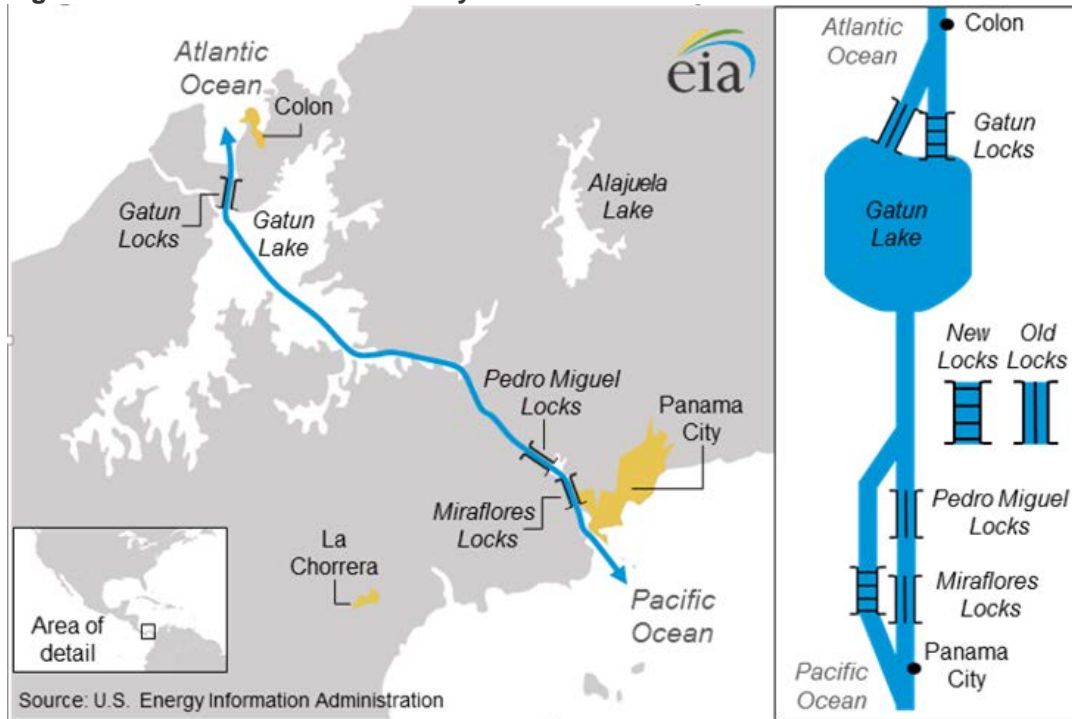 Atlantic
Ocean
Colon
eia
Gatun
Locks
Gatun
Lake
Alajuela
Lake
Pedro Miguel
Locks
Panama
City
Miraflores
Locks
La
Chorrera
Pacific
Ocean
Area of
detail
Source: U.S. Energy Information Administration
Atlantic
Ocean
Colon
Gatun
Locks
Gatun
Lake
New
Locks
Old
Locks
Pedro Miguel
Locks
Miraflores
Locks
Panama
City
Pacific
Ocean